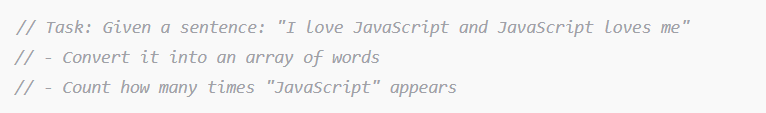 // Task: Given a sentence: "I love JavaScript and JavaScript loves me"
// - Convert it into an array of words
// - Count how many times "JavaScript" appears